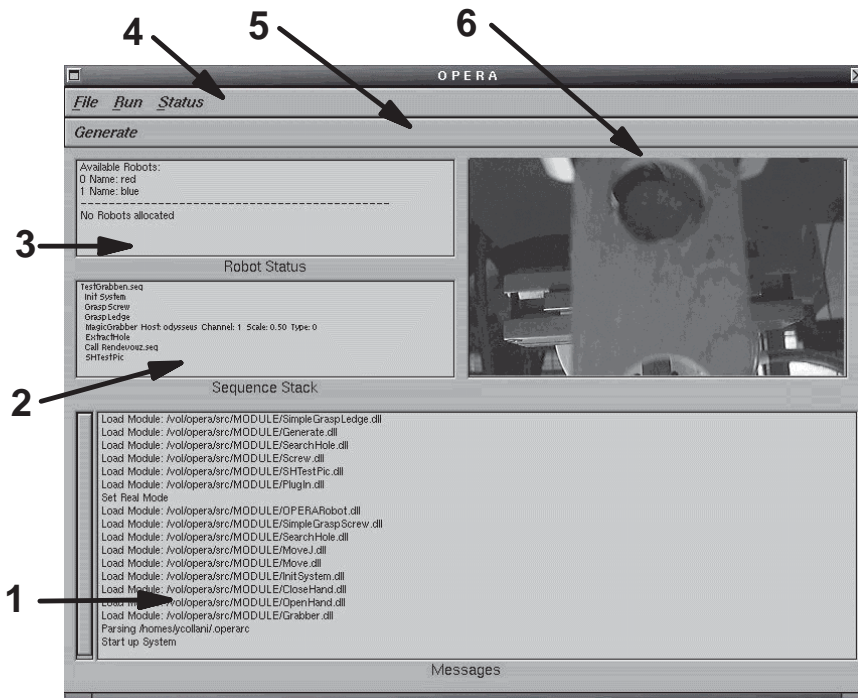 4 5 6
OPERA
File Run Status
Generate
Available Robots:
0 Name: red
1 Name: blue
No Robots allocated
3
Robot Status
TestGrabben.seq
Init System
GraspScrew
GraspLedge
MagicGrabber Host: odysseus Channel: 1 Scale: 0.50 Type: 0
ExtractHole
Call Rendevouz.seq
SHTestPic
2
Sequence Stack
Load Module: /vol/opera/src/MODULE/SimpleGraspLedge.dll
Load Module: /vol/opera/src/MODULE/Generate.dll
Load Module: /vol/opera/src/MODULE/SearchHole.dll
Load Module: /vol/opera/src/MODULE/Screw.dll
Load Module: /vol/opera/src/MODULE/SHTestPic.dll
Load Module: /vol/opera/src/MODULE/PlugIn.dll
Set Real Mode
Load Module: /vol/opera/src/MODULE/OPERARobot.dll
Load Module: /vol/opera/src/MODULE/SimpleGraspScrew.dll
Load Module: /vol/opera/src/MODULE/SearchHole.dll
Load Module: /vol/opera/src/MODULE/MoveJ.dll
Load Module: /vol/opera/src/MODULE/Move.dll
Load Module: /vol/opera/src/MODULE/InitSystem.dll
Load Module: /vol/opera/src/MODULE/CloseHand.dll
1
Load Module: /vol/opera/src/MODULE/OpenHand.dll
Load Module: /vol/opera/src/MODULE/Grabber.dll
Parsing /homes/ycollani/.operarc
Start up System
Messages